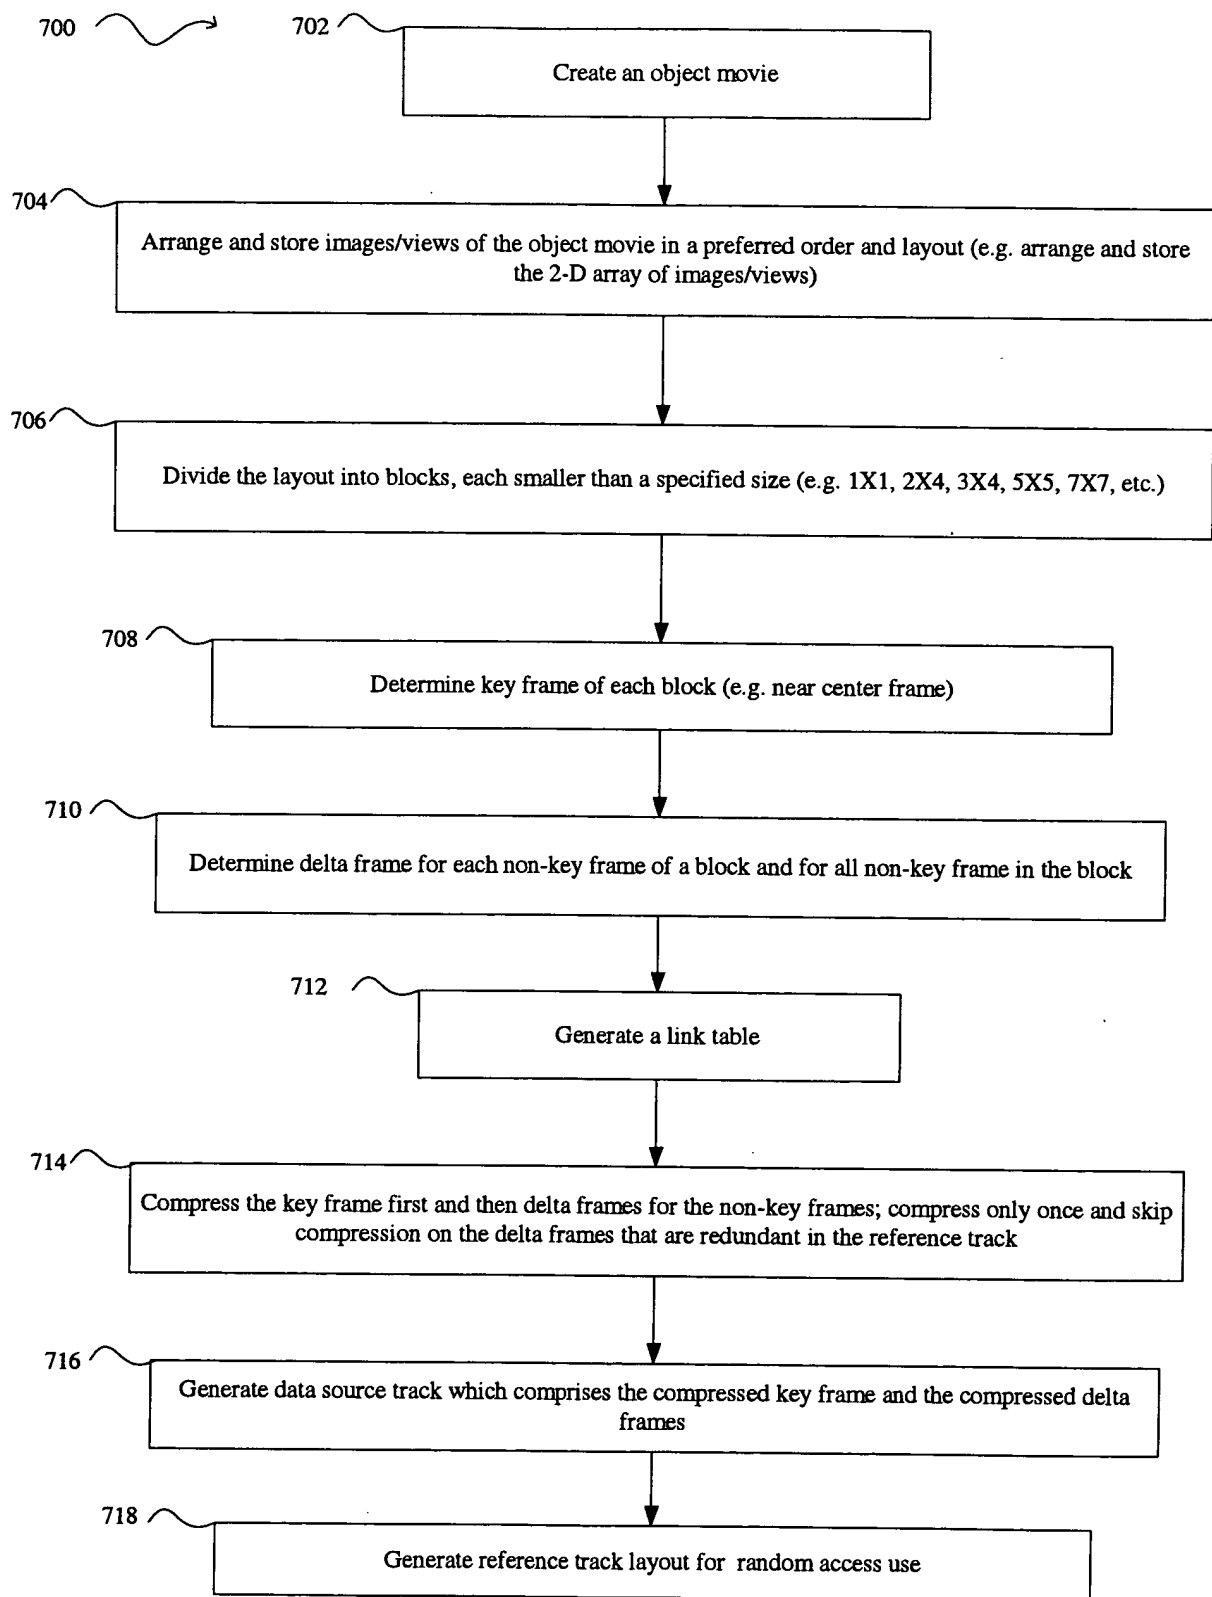 700
702
Create an object movie
704
Arrange and store images/views of the object movie in a preferred order and layout (e.g. arrange and store
the 2-D array of images/views)
706
Divide the layout into blocks, each smaller than a specified size (e.g. 1X1, 2X4, 3X4, 5X5, 7X7, etc.)
708
Determine key frame of each block (e.g. near center frame)
710
Determine delta frame for each non-key frame of a block and for all non-key frame in the block
712
Generate a link table
714
Compress the key frame first and then delta frames for the non-key frames; compress only once and skip
compression on the delta frames that are redundant in the reference track
716
Generate data source track which comprises the compressed key frame and the compressed delta
frames
718
Generate reference track layout for random access use